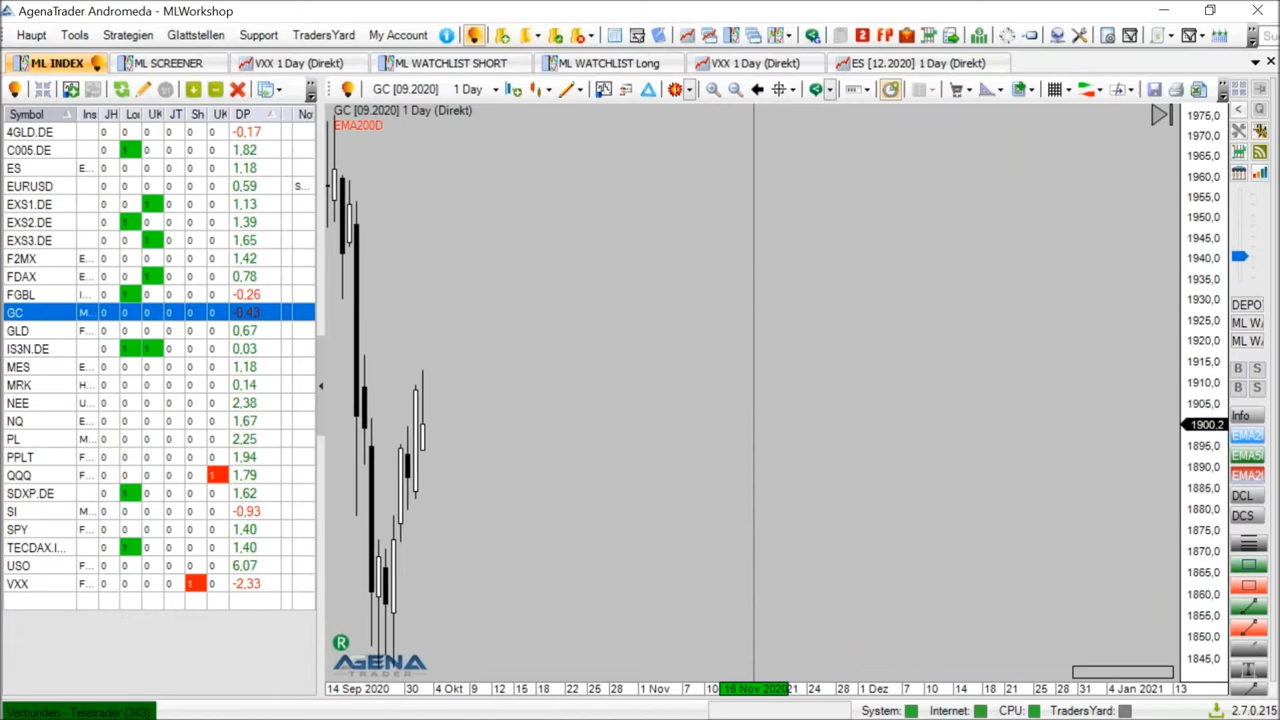 AgenaTrader Andromeda - MLWorkshop
Haupt Tools Strategien Glattstellen Support TradersYard My Account
ML INDEX ML SCREENER VXX 1 Day (Direkt) ML WATCHLIST SHORT ML WATCHLIST Long VXX 1 Day (Direkt) ES [12.2020] 1 Day (Direkt)
GC [09.2020] 1 Day
Symbol Ins JH Lon UK JT Sh UK DP No
4GLD.DE 0 0 0 0 0 0 -0,17
C005.DE 0 1 0 0 0 0 1,82
ES E... 0 0 0 0 0 0 1,18
EURUSD 0 0 0 0 0 0 0,59 S...
EXS1.DE 0 0 1 0 0 0 1,13
EXS2.DE 0 1 0 0 0 0 1,39
EXS3.DE 0 0 1 0 0 0 1,65
F2MX E... 0 0 0 0 0 0 1,42
FDAX E... 0 0 1 0 0 0 0,78
FGBL I... 0 1 0 0 0 0 -0,26
GC M... 0 0 0 0 0 0 -0,43
GLD F... 0 0 0 0 0 0 0,67
IS3N.DE 0 1 1 0 0 0 0,03
MES E... 0 0 0 0 0 0 1,18
MRK H... 0 0 0 0 0 0 0,14
NEE U... 0 0 0 0 0 0 2,38
NQ E... 0 0 0 0 0 0 1,67
PL M... 0 0 0 0 0 0 2,25
PPLT F... 0 0 0 0 0 0 1,94
QQQ F... 0 0 0 0 0 1 1,79
SDXP.DE 0 1 0 0 0 0 1,62
SI M... 0 0 0 0 0 0 -0,93
SPY F... 0 0 0 0 0 0 1,40
TECDAX.I... 0 1 0 0 0 0 1,40
USO F... 0 0 0 0 0 0 6,07
VXX F... 0 0 0 0 1 0 -2,33
GC [09.2020] 1 Day (Direkt)
EMA200D
R
AGENA
TRADER
1975,0
1970,0
1965,0
1960,0
1955,0
1950,0
1945,0
1940,0
1935,0
1930,0
1925,0
1920,0
1915,0
1910,0
1905,0
1900,2
1895,0
1890,0
1885,0
1880,0
1875,0
1870,0
1865,0
1860,0
1855,0
1850,0
1845,0
DEPO
ML W
ML W
B S
B S
Info
EMA2
EMA5
EMA2
DCL
DCS
14 Sep 2020 30 4 Okt 9 12 15 19 22 25 28 1 Nov 7 10 16 Nov 2020 21 24 28 1 Dez 7 10 14 18 21 25 28 31 4 Jan 2021 13
Verbunden - Teletrader (343) System: Internet: CPU: TradersYard: 2.7.0.215